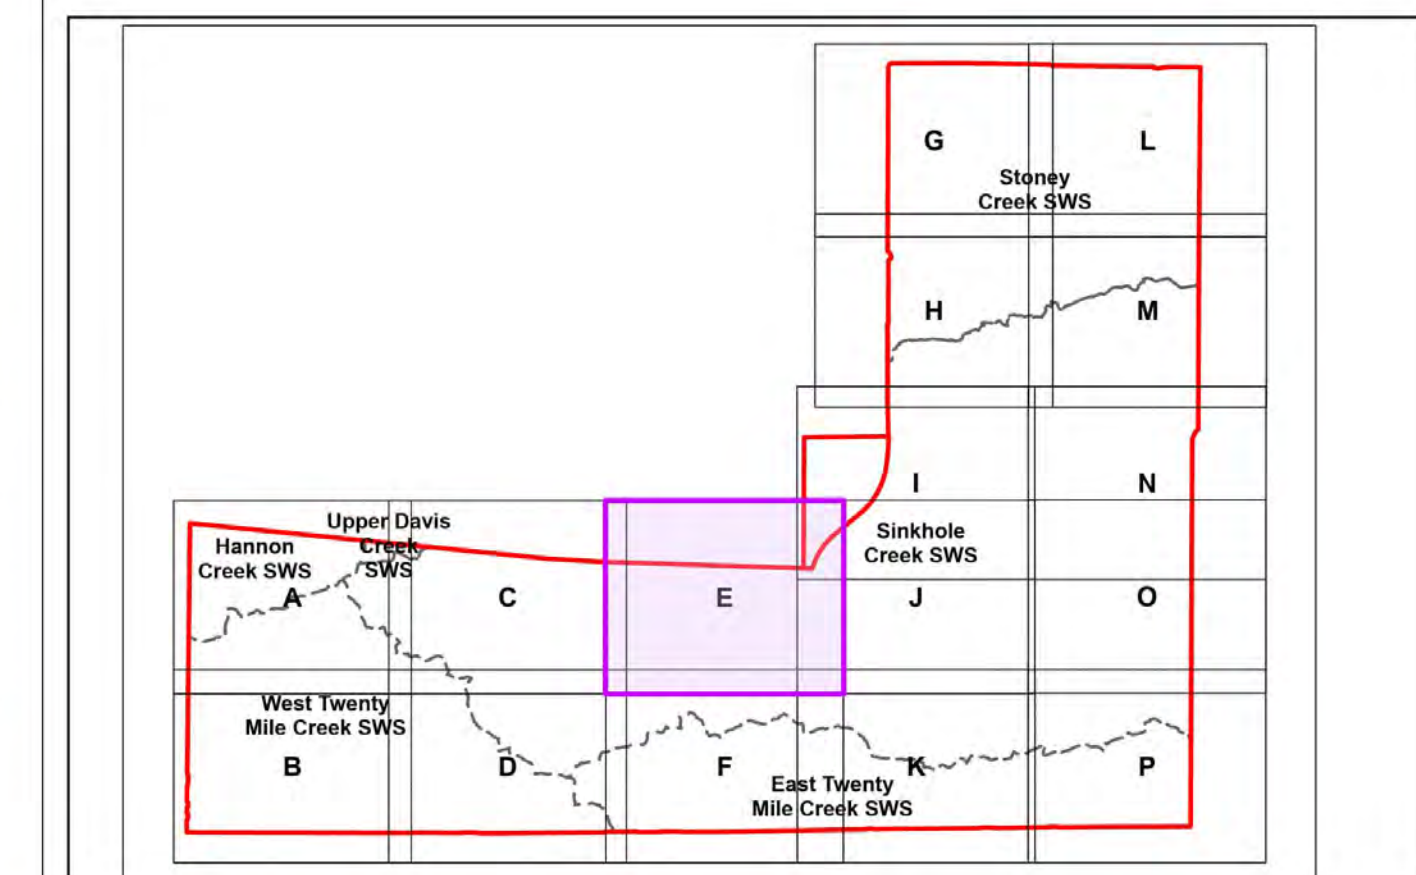 G
L
Stoney
Creek SWS
H
M
I
N
Upper Davis
Creek
SWS
Hannon
Creek SWS
Sinkhole
Creek SWS
A
C
E
J
O
West Twenty
Mile Creek SWS
B
D
F
K
P
East Twenty
Mile Creek SWS